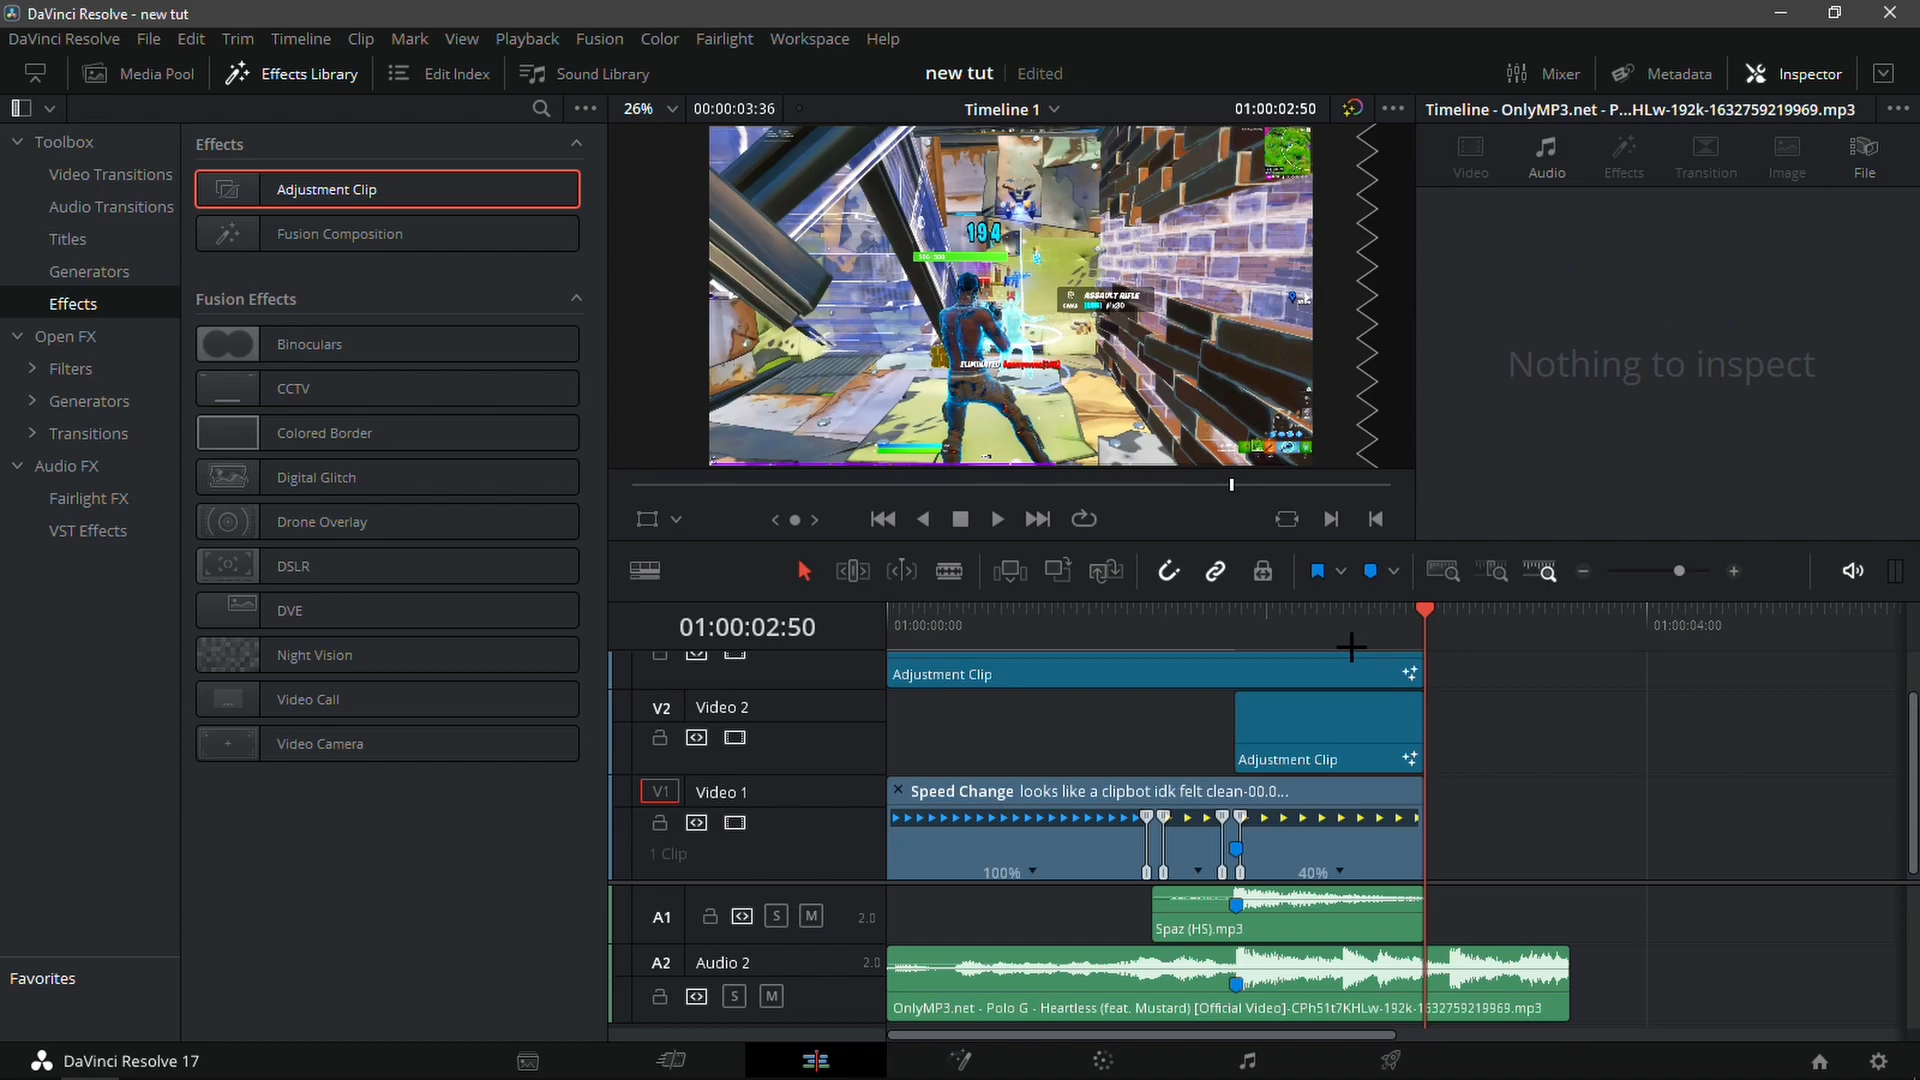 DaVinci Resolve - new tut
DaVinci Resolve File Edit Trim Timeline Clip Mark View Playback Fusion Color Fairlight Workspace Help
Media Pool Effects Library Edit Index Sound Library new tut Edited Mixer Metadata Inspector
26% 00:00:03:36 Timeline 1 01:00:02:50 Timeline - OnlyMP3.net - P...HLw-192k-1632759219969.mp3
Toolbox
Video Transitions
Audio Transitions
Titles
Generators
Effects
Open FX
Filters
Generators
Transitions
Audio FX
Fairlight FX
VST Effects
Favorites
Effects
Adjustment Clip
Fusion Composition
Fusion Effects
Binoculars
CCTV
Colored Border
Digital Glitch
Drone Overlay
DSLR
DVE
Night Vision
Video Call
Video Camera
194
ASSAULT RIFLE
ELIMINATED
Video Audio Effects Transition Image File
Nothing to inspect
01:00:02:50
01:00:00:00
01:00:04:00
Adjustment Clip
V2 Video 2
Adjustment Clip
V1 Video 1
1 Clip
Speed Change looks like a clipbot idk felt clean-00.0...
100% 40%
A1 S M 2.0
Spaz (HS).mp3
A2 Audio 2 2.0
S M
OnlyMP3.net - Polo G - Heartless (feat. Mustard) [Official Video]-CPh51t7KHLw-192k-1632759219969.mp3
DaVinci Resolve 17